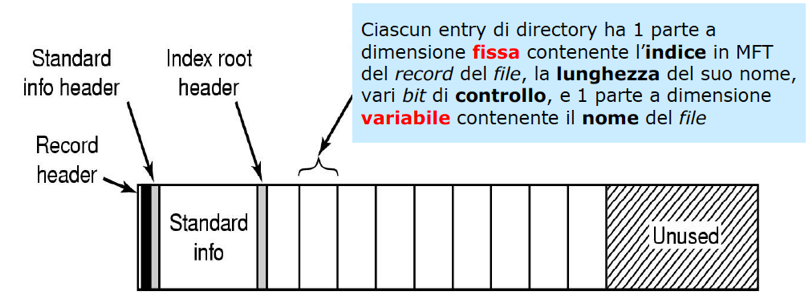 Ciascun entry di directory ha 1 parte a
dimensione fissa contenente l'indice in MFT
del record del file, la lunghezza del suo nome,
vari bit di controllo, e 1 parte a dimensione
variabile contenente il nome del file
Standard
info header
Index root
header
Record
header
Standard
info
Unused